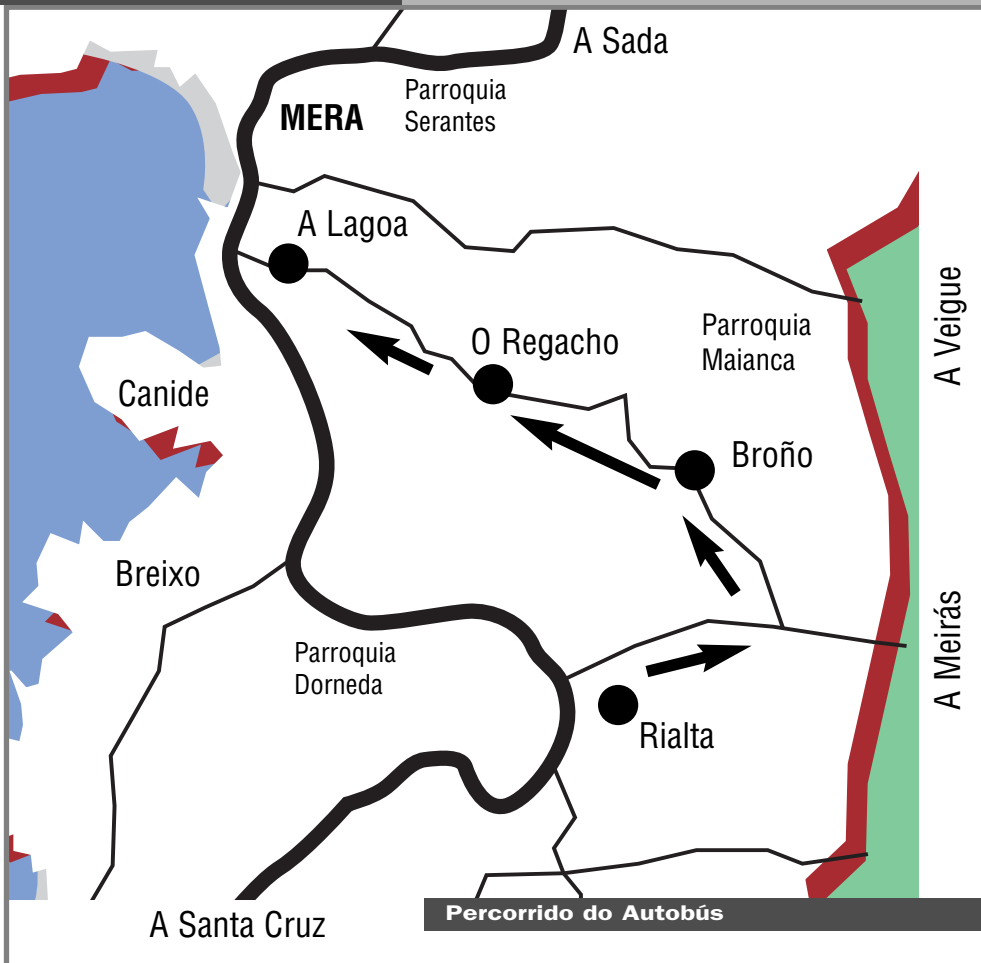 A Sada
Parroquia
Serantes
MERA
A Lagoa
O Regacho
Parroquia
Maianca
A Veigue
Canide
Broño
Breixo
Parroquia
Dorneda
A Meirás
Rialta
A Santa Cruz
Percorrido do Autobús